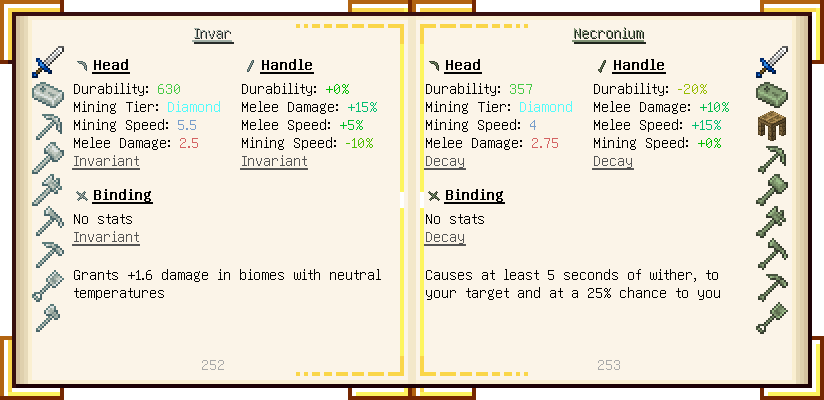 Invar
Head
Durability: 630
Mining Tier: Diamond
Mining Speed: 5.5
Melee Damage: 2.5
Invariant
Handle
Durability: +0%
Melee Damage: +15%
Melee Speed: +5%
Mining Speed: -10%
Invariant
Binding
No stats
Invariant
Grants +1.6 damage in biomes with neutral
temperatures
252
Necronium
Head
Durability: 357
Mining Tier: Diamond
Mining Speed: 4
Melee Damage: 2.75
Decay
Handle
Durability: -20%
Melee Damage: +10%
Melee Speed: +15%
Mining Speed: +0%
Decay
Binding
No stats
Decay
Causes at least 5 seconds of wither, to
your target and at a 25% chance to you
253